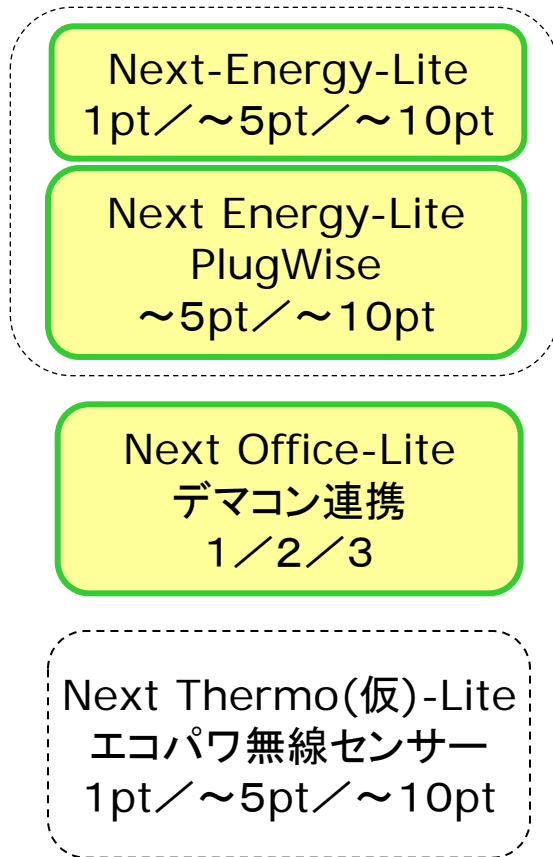 Next-Energy-Lite
1pt／～5pt／～10pt
Next Energy-Lite
PlugWise
～5pt／～10pt
Next Office-Lite
デマコン連携
1／2／3
Next Thermo(仮)-Lite
エコパワ無線センサー
1pt／～5pt／～10pt